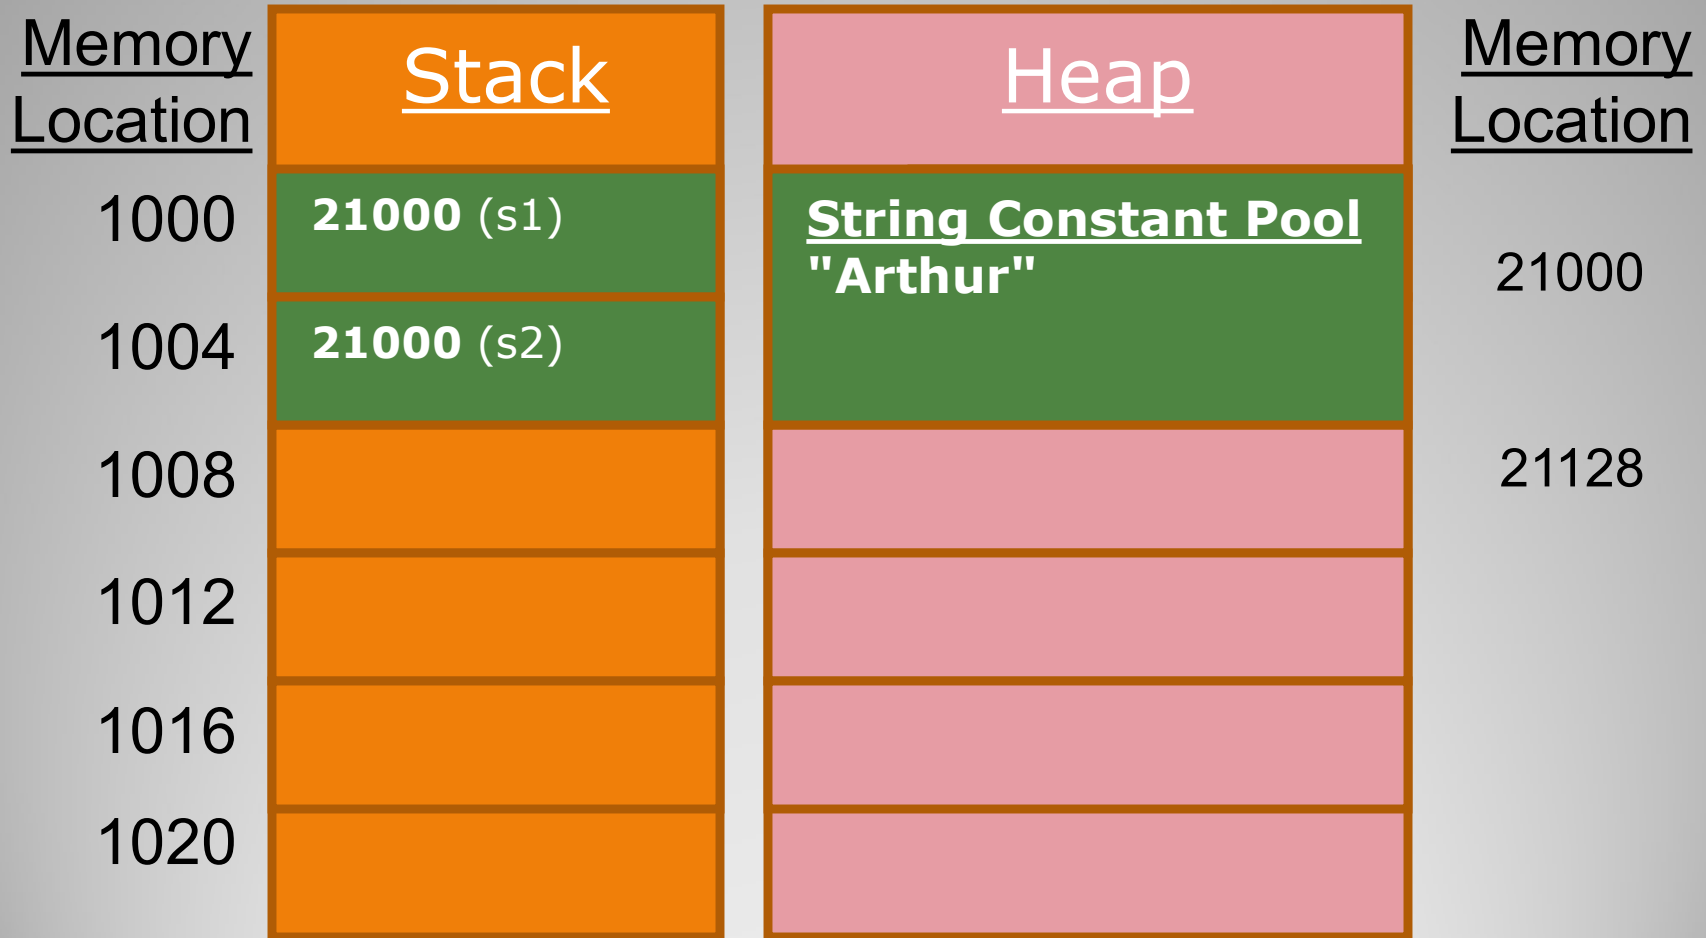 Memory
Location
Stack
Heap
Memory
Location
1000
21000 (s1)
String Constant Pool
"Arthur"
21000
1004
21000 (s2)
1008
21128
1012
1016
1020